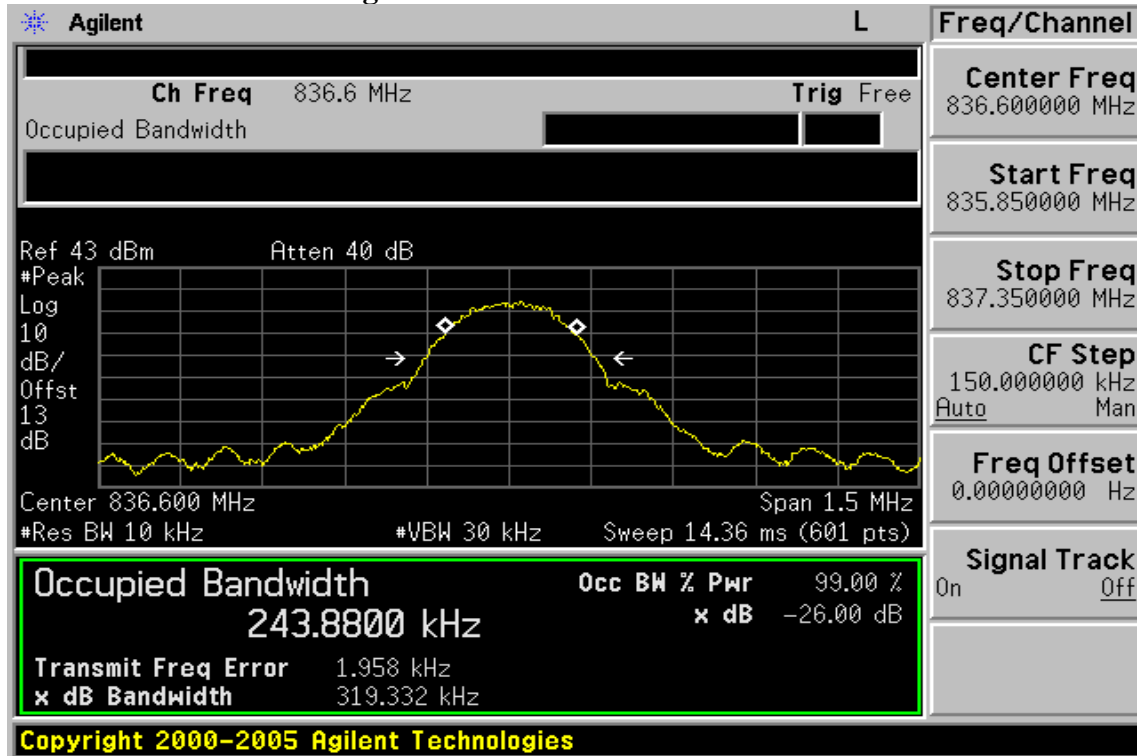 Agilent L
Ch Freq 836.6 MHz Trig Free
Occupied Bandwidth
Ref 43 dBm Atten 40 dB
#Peak
Log
10
dB/
Offst
13
dB
Center 836.600 MHz Span 1.5 MHz
#Res BW 10 kHz #VBW 30 kHz Sweep 14.36 ms (601 pts)
Occupied Bandwidth Occ BW % Pwr 99.00 %
243.8800 kHz x dB -26.00 dB
Transmit Freq Error 1.958 kHz
x dB Bandwidth 319.332 kHz
Copyright 2000-2005 Agilent Technologies
Freq/Channel
Center Freq
836.600000 MHz
Start Freq
835.850000 MHz
Stop Freq
837.350000 MHz
CF Step
150.000000 kHz
Auto Man
Freq Offset
0.00000000 Hz
Signal Track
On Off